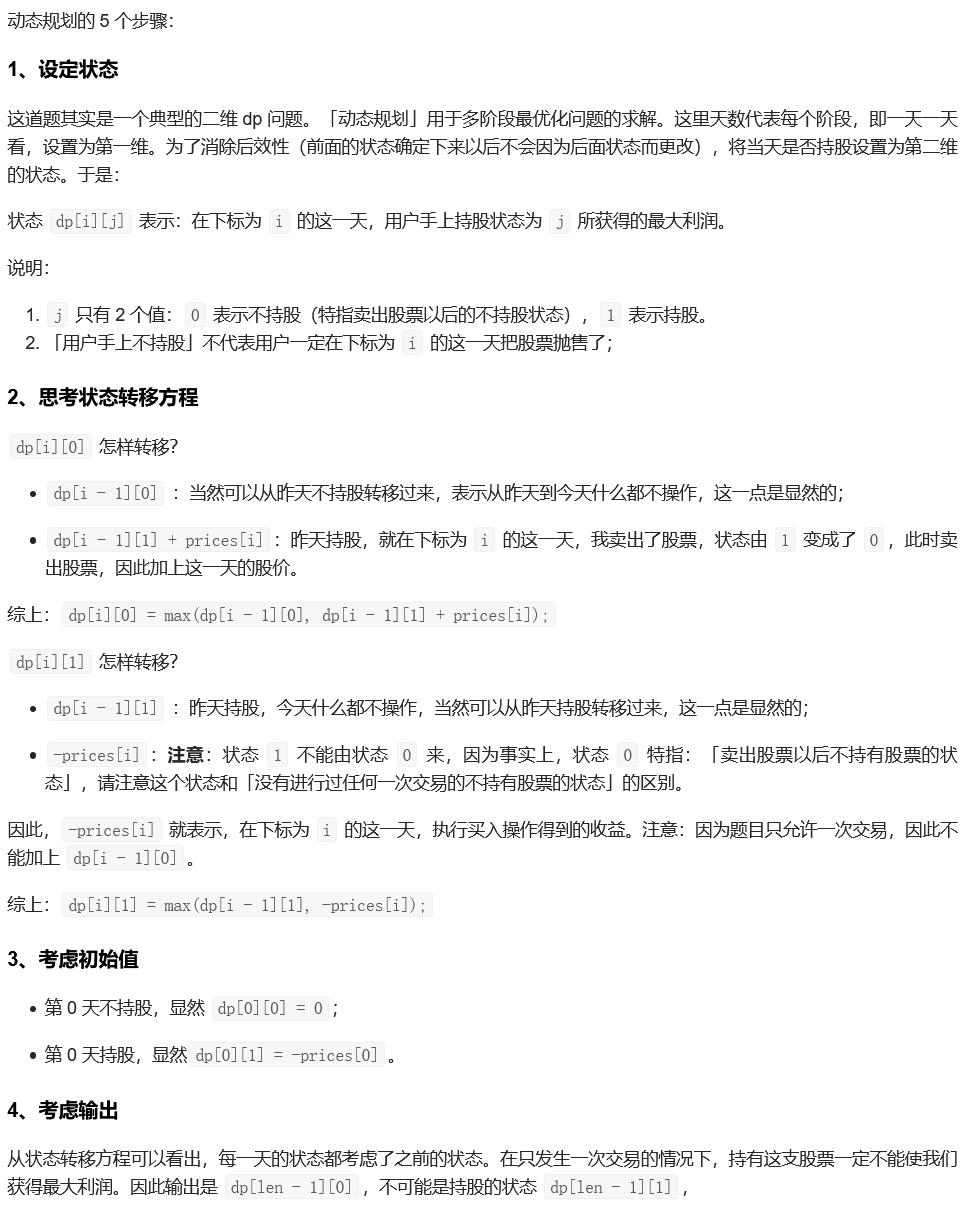 动态规划的 5 个步骤：
1、设定状态
这道题其实是一个典型的二维 dp 问题。「动态规划」用于多阶段最优化问题的求解。这里天数代表每个阶段，即一天一天
看，设置为第一维。为了消除后效性（前面的状态确定下来以后不会因为后面状态而更改），将当天是否持股设置为第二维
的状态。于是：
状态 dp[i][j] 表示：在下标为 i 的这一天，用户手上持股状态为 j 所获得的最大利润。
说明：
1. j 只有 2 个值： 0 表示不持股（特指卖出股票以后的不持股状态）， 1 表示持股。
2. 「用户手上不持股」不代表用户一定在下标为 i 的这一天把股票抛售了；
2、思考状态转移方程
dp[i][0] 怎样转移？
• dp[i - 1][0] ：当然可以从昨天不持股转移过来，表示从昨天到今天什么都不操作，这一点是显然的；
• dp[i - 1][1] + prices[i]：昨天持股，就在下标为 i 的这一天，我卖出了股票，状态由 1 变成了 0 ，此时卖
出股票，因此加上这一天的股价。
综上： dp[i][0] = max(dp[i - 1][0], dp[i - 1][1] + prices[i]);
dp[i][1] 怎样转移？
• dp[i - 1][1] ：昨天持股，今天什么都不操作，当然可以从昨天持股转移过来，这一点是显然的；
• -prices[i]：注意：状态 1 不能由状态 0 来，因为事实上，状态 0 特指：「卖出股票以后不持有股票的状
态」，请注意这个状态和「没有进行过任何一次交易的不持有股票的状态」的区别。
因此， -prices[i] 就表示，在下标为 i 的这一天，执行买入操作得到的收益。注意：因为题目只允许一次交易，因此不
能加上 dp[i - 1][0] 。
综上： dp[i][1] = max(dp[i - 1][1], -prices[i]);
3、考虑初始值
• 第 0 天不持股，显然 dp[0][0] = 0 ；
• 第 0 天持股，显然 dp[0][1] = -prices[0] 。
4、考虑输出
从状态转移方程可以看出，每一天的状态都考虑了之前的状态。在只发生一次交易的情况下，持有这支股票一定不能使我们
获得最大利润。因此输出是 dp[len - 1][0] ，不可能是持股的状态 dp[len - 1][1] ，